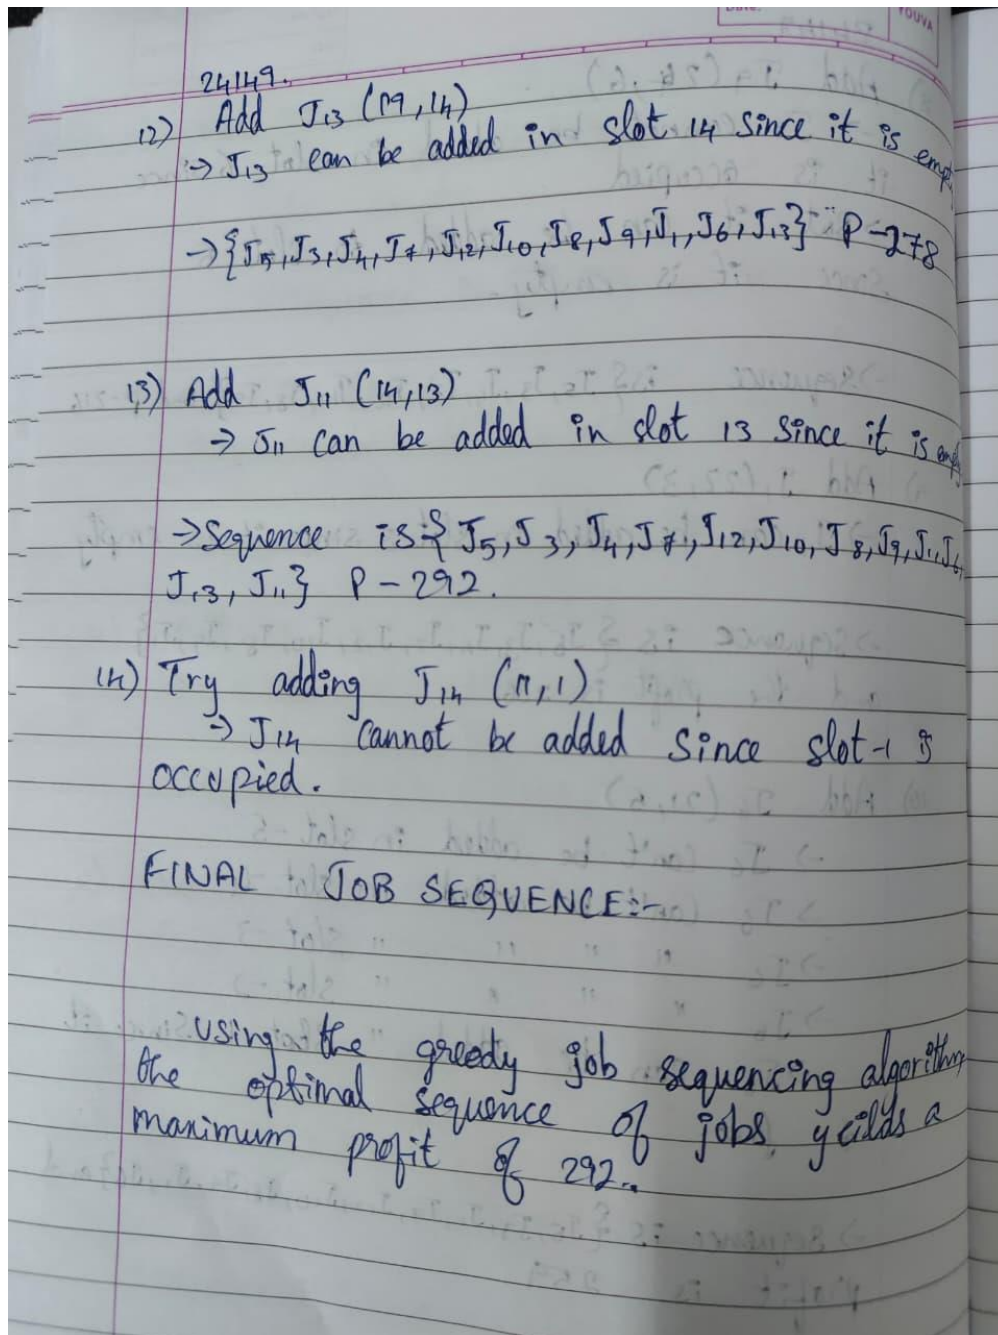 YOUVA
24149.
12) Add J13 (19,14)
→ J13 can be added in slot 14 since it is emp
→ {J5, J3, J4, J7, J12, J10, J8, J9, J1, J6, J13} P-278
13) Add J11 (14,13)
→ J11 can be added in slot 13 since it is empty
→ Sequence is:- { J5, J3, J4, J7, J12, J10, J8, J9, J1, J6,
J13, J11} P-292.
14) Try adding J14 (11,1)
→ J14 cannot be added since slot-1 is
occupied.
FINAL JOB SEQUENCE:-
Using the greedy job sequencing algorithm
the optimal sequence of jobs yeilds a
maximum profit of 292..